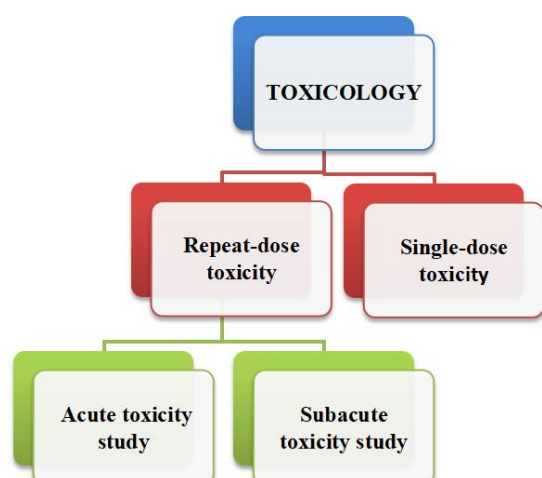 TOXICOLOGY
Repeat-dose
toxicity
Single-dose
toxicity
Acute toxicity
study
Subacute
toxicity study